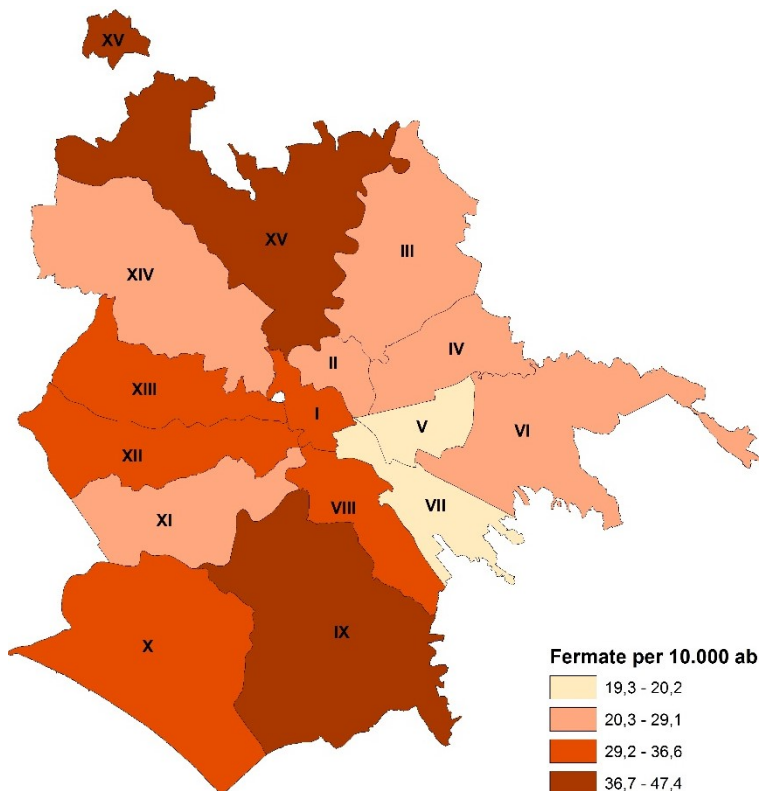 XV
XV
III
XIV
II
IV
XIII
I
V
VI
XII
VII
VIII
XI
IX
X
Fermate per 10.000 ab
19,3 - 20,2
20,3 - 29,1
29,2 - 36,6
36,7 - 47,4